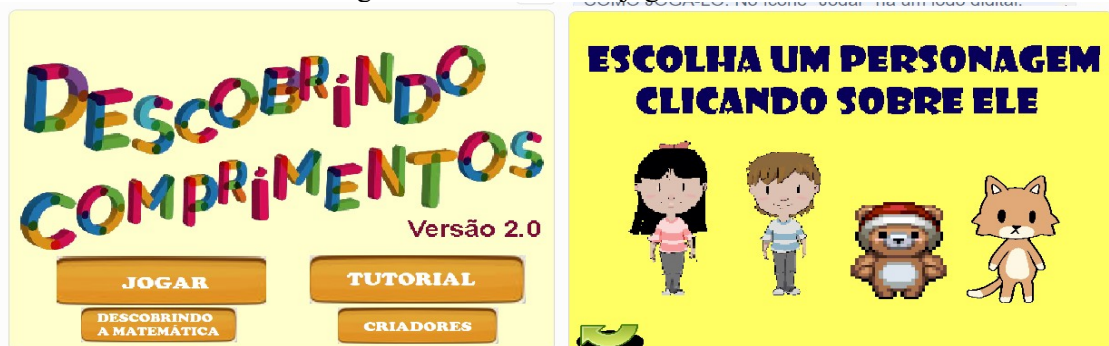 DESCOBRINDO
COMPRIMENTOS
Versão 2.0
JOGAR
TUTORIAL
DESCOBRINDO
A MATEMÁTICA
CRIADORES
ESCOLHA UM PERSONAGEM
CLICANDO SOBRE ELE